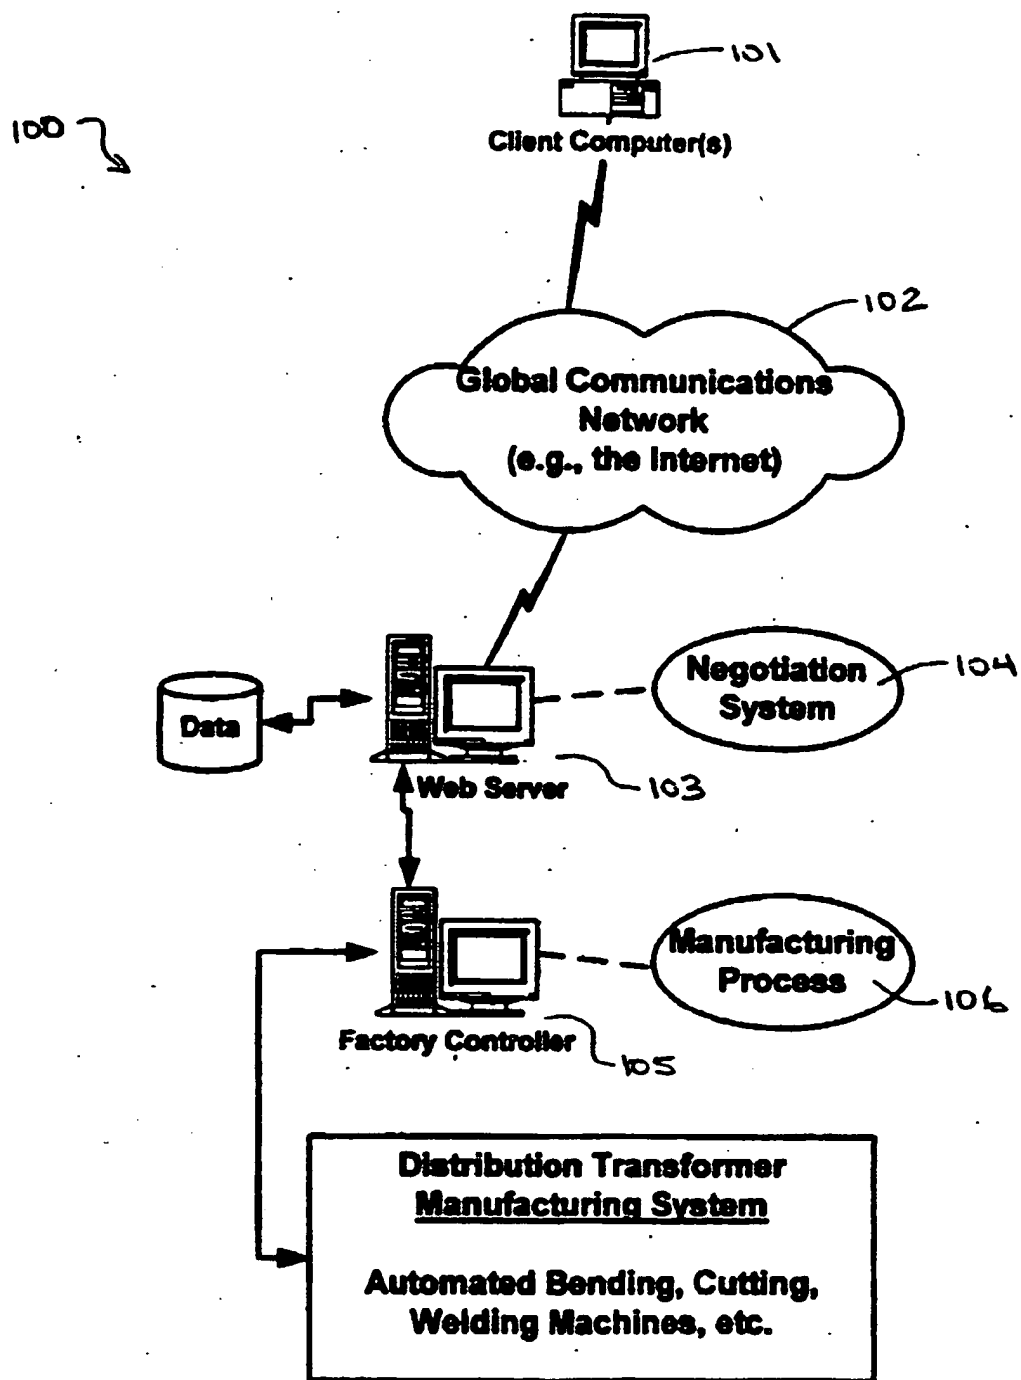 101
100
Client Computer(s)
102
Global Communications
Network
(e.g., the Internet)
Negotiation
System
104
Data
Web Server
103
Manufacturing
Process
106
Factory Controller
105
Distribution Transformer
Manufacturing System
Automated Bending, Cutting,
Welding Machines, etc.